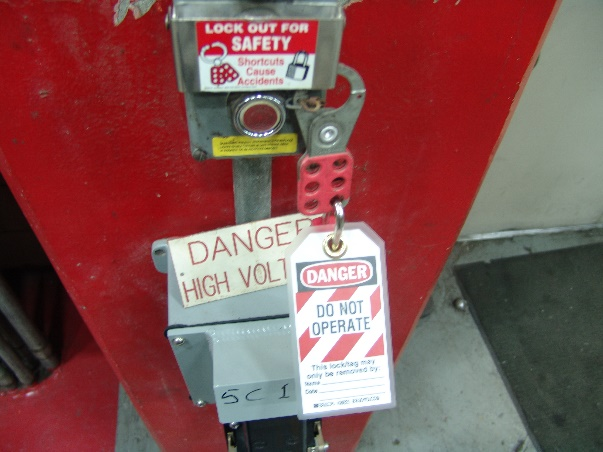 LOCK OUT FOR
SAFETY
Shortcuts
Cause
Accidents
DANGER
HIGH VOLT
DANGER
DO NOT
OPERATE
This lock/tag may
only be removed by:
Name
Date
5C1